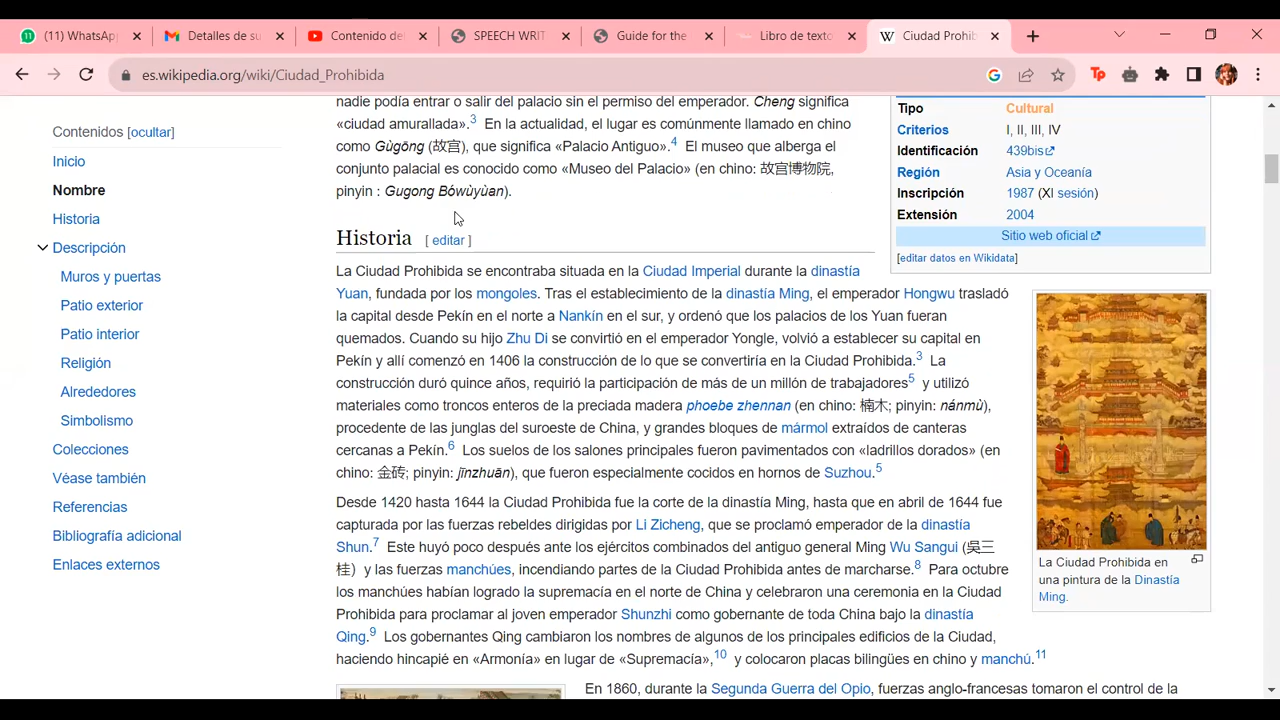 (11) WhatsAp
Detalles de su
Contenido de
SPEECH WRIT
Guide for the
Libro de texto
Ciudad Prohib
es.wikipedia.org/wiki/Ciudad_Prohibida
Contenidos [ocultar]
Inicio
Nombre
Historia
Descripción
Muros y puertas
Patio exterior
Patio interior
Religión
Alrededores
Simbolismo
Colecciones
Véase también
Referencias
Bibliografía adicional
Enlaces externos
nadie podía entrar o salir del palacio sin el permiso del emperador. Cheng significa
«ciudad amurallada».3 En la actualidad, el lugar es comúnmente llamado en chino
como Gùgōng (故宫), que significa «Palacio Antiguo».4 El museo que alberga el
conjunto palacial es conocido como «Museo del Palacio» (en chino: 故宫博物院,
pinyin : Gugong Bówùyùan).
Historia [ editar ]
La Ciudad Prohibida se encontraba situada en la Ciudad Imperial durante la dinastía
Yuan, fundada por los mongoles. Tras el establecimiento de la dinastía Ming, el emperador Hongwu trasladó
la capital desde Pekín en el norte a Nankín en el sur, y ordenó que los palacios de los Yuan fueran
quemados. Cuando su hijo Zhu Di se convirtió en el emperador Yongle, volvió a establecer su capital en
Pekín y allí comenzó en 1406 la construcción de lo que se convertiría en la Ciudad Prohibida.3 La
construcción duró quince años, requirió la participación de más de un millón de trabajadores5 y utilizó
materiales como troncos enteros de la preciada madera phoebe zhennan (en chino: 楠木; pinyin: nánmù),
procedente de las junglas del suroeste de China, y grandes bloques de mármol extraídos de canteras
cercanas a Pekín.6 Los suelos de los salones principales fueron pavimentados con «ladrillos dorados» (en
chino: 金砖; pinyin: jīnzhuān), que fueron especialmente cocidos en hornos de Suzhou.5
Desde 1420 hasta 1644 la Ciudad Prohibida fue la corte de la dinastía Ming, hasta que en abril de 1644 fue
capturada por las fuerzas rebeldes dirigidas por Li Zicheng, que se proclamó emperador de la dinastía
Shun.7 Este huyó poco después ante los ejércitos combinados del antiguo general Ming Wu Sangui (吳三
桂) y las fuerzas manchúes, incendiando partes de la Ciudad Prohibida antes de marcharse.8 Para octubre
los manchúes habían logrado la supremacía en el norte de China y celebraron una ceremonia en la Ciudad
Prohibida para proclamar al joven emperador Shunzhi como gobernante de toda China bajo la dinastía
Qing.9 Los gobernantes Qing cambiaron los nombres de algunos de los principales edificios de la Ciudad,
haciendo hincapié en «Armonía» en lugar de «Supremacía»,10 y colocaron placas bilingües en chino y manchú.11
En 1860, durante la Segunda Guerra del Opio, fuerzas anglo-francesas tomaron el control de la
Tipo Cultural
Criterios I, II, III, IV
Identificación 439bis
Región Asia y Oceanía
Inscripción 1987 (XI sesión)
Extensión 2004
Sitio web oficial
[editar datos en Wikidata]
La Ciudad Prohibida en
una pintura de la Dinastía
Ming.